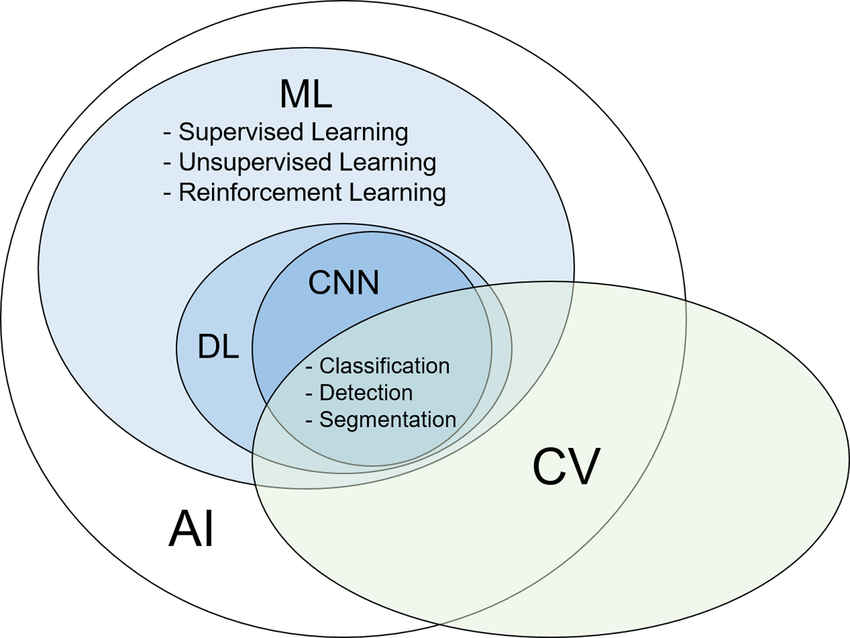 ML
- Supervised Learning
- Unsupervised Learning
- Reinforcement Learning
CNN
DL
- Classification
- Detection
- Segmentation
CV
AI